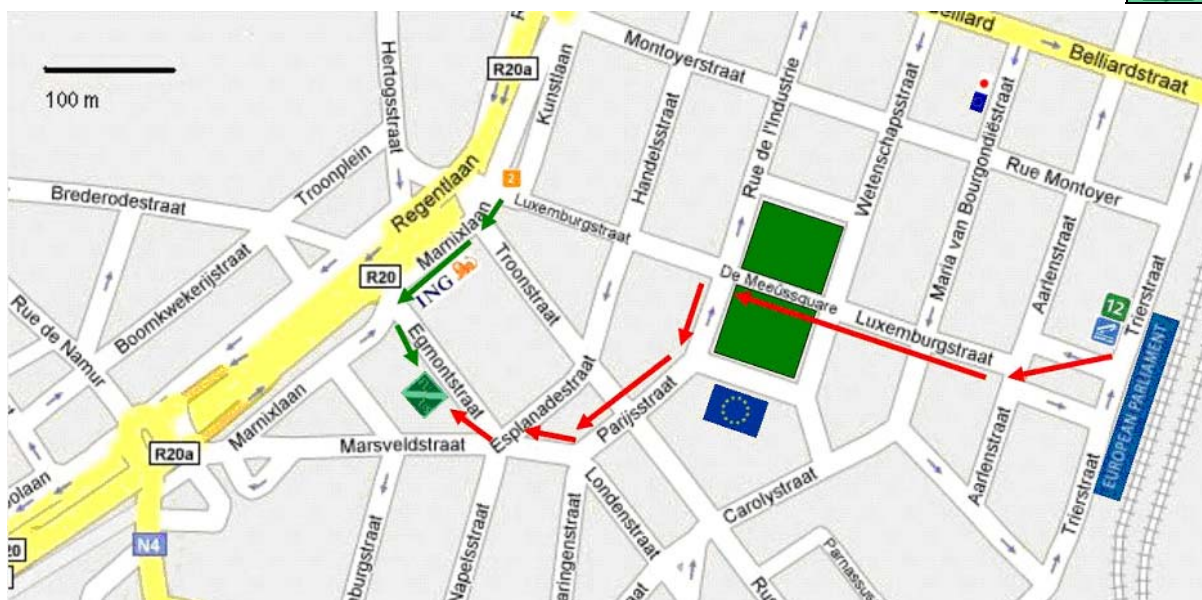 100 m
Hertogsstraat
R20a
Kunstlaan
Montoyerstraat
Belliard
Belliardstraat
Handelsstraat
Rue de l'Industrie
Wetenschapsstraat
Maria van Bourgondiëstraat
Rue Montoyer
Brederodestraat
Troonplein
Regentlaan
2
Luxemburgstraat
Marnixlaan
R20
ING
Troonstraat
De Meeûssquare
Luxemburgstraat
Aarlenstraat
Trierstraat
12
EUROPEAN PARLIAMENT
Boomkwekerijstraat
Rue de Namur
Egmontstraat
Marnixlaan
Esplanadestraat
Parijsstraat
Marsveldstraat
R20a
Londenstraat
Carolystraat
Aarlenstraat
Trierstraat
N4
Napelsstraat
Parnassus